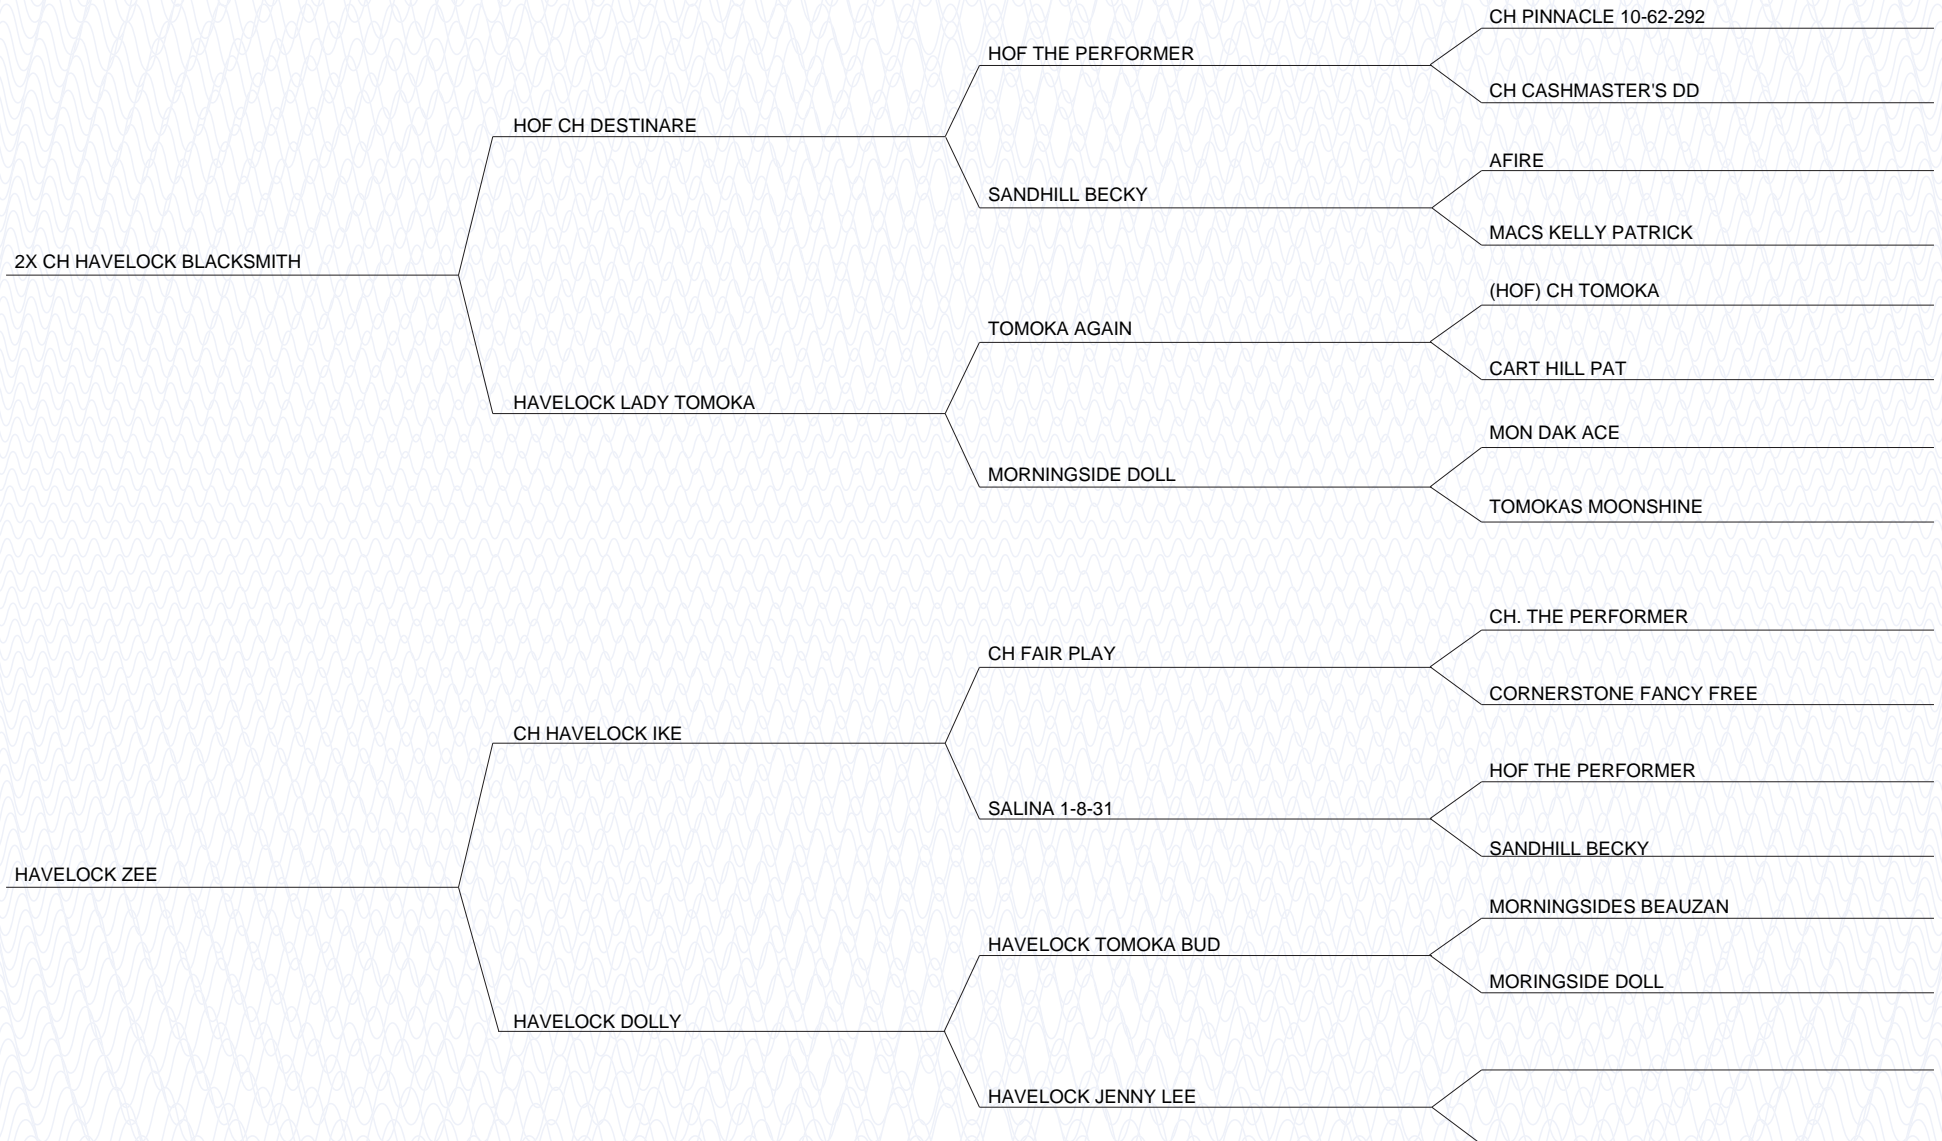 CH PINNACLE 10-62-292
HOF THE PERFORMER
CH CASHMASTER'S DD
HOF CH DESTINARE
AFIRE
SANDHILL BECKY
MACS KELLY PATRICK
2X CH HAVELOCK BLACKSMITH
(HOF) CH TOMOKA
TOMOKA AGAIN
CART HILL PAT
HAVELOCK LADY TOMOKA
MON DAK ACE
MORNINGSIDE DOLL
TOMOKAS MOONSHINE
CH. THE PERFORMER
CH FAIR PLAY
CORNERSTONE FANCY FREE
CH HAVELOCK IKE
HOF THE PERFORMER
SALINA 1-8-31
SANDHILL BECKY
HAVELOCK ZEE
MORNINGSIDES BEAUZAN
HAVELOCK TOMOKA BUD
MORINGSIDE DOLL
HAVELOCK DOLLY
HAVELOCK JENNY LEE